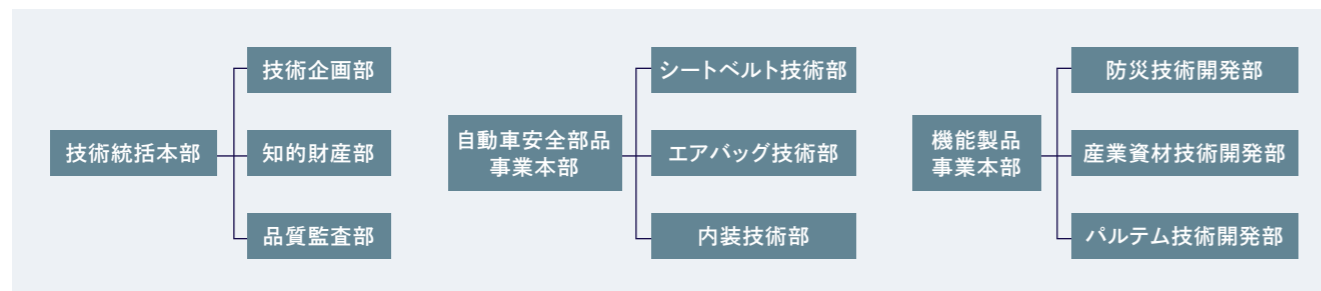 技術統括本部
技術企画部
知的財産部
品質監査部
自動車安全部品
事業本部
シートベルト技術部
エアバッグ技術部
内装技術部
機能製品
事業本部
防災技術開発部
産業資材技術開発部
パルテム技術開発部